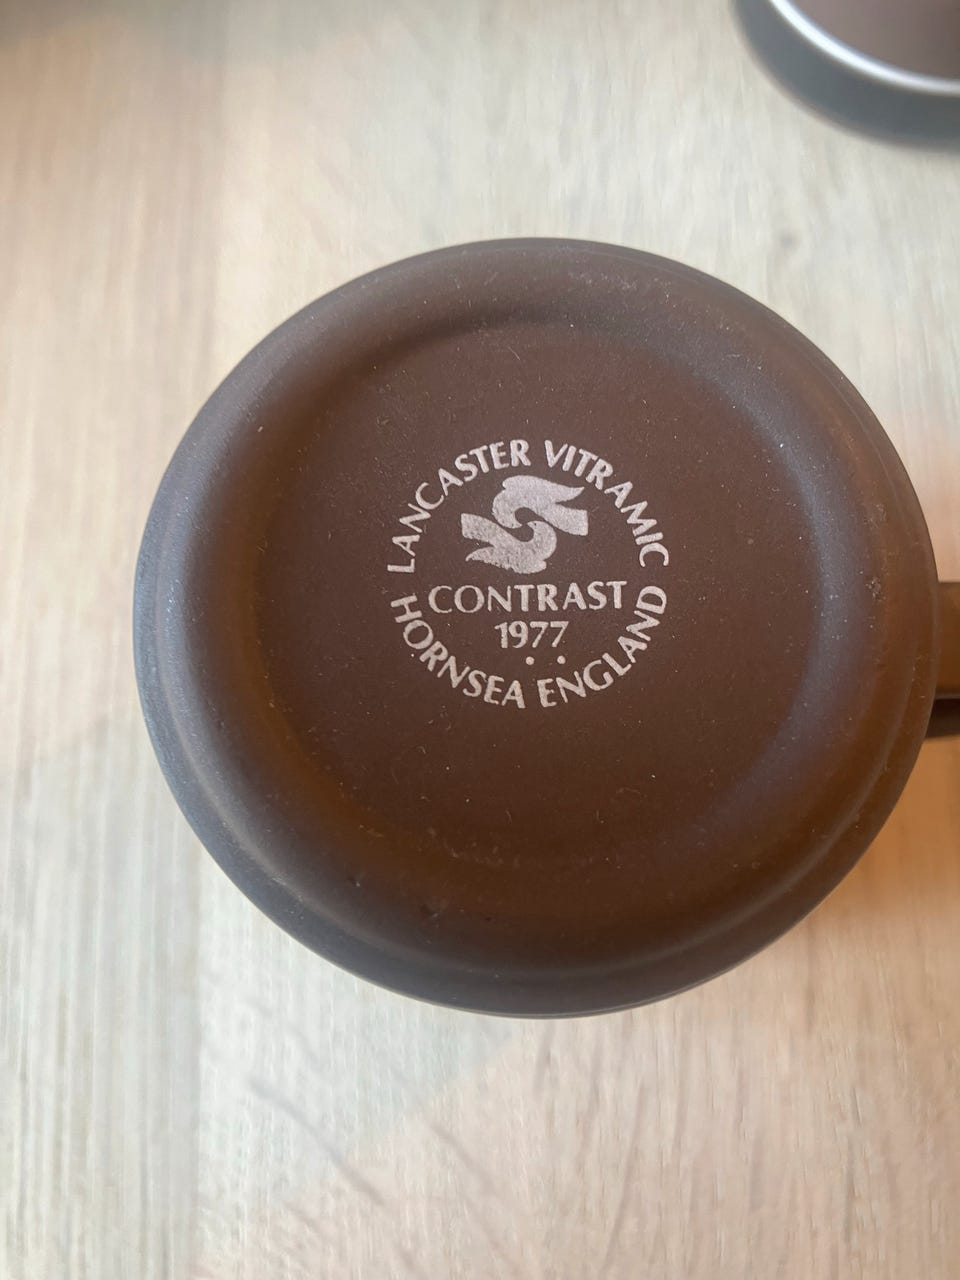 LANCASTER VITRAMIC
CONTRAST
1977
HORNSEA ENGLAND